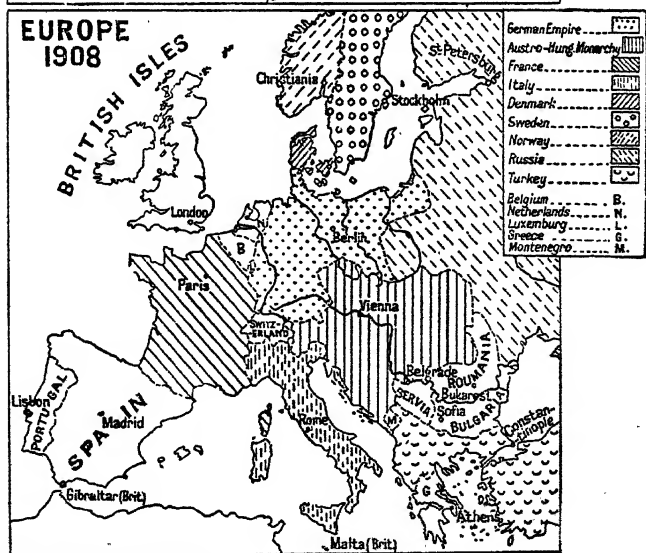 EUROPE
1908
BRITISH ISLES
London
Christiania
Stockholm
St. Petersburg
N.
B
L
Berlin
Paris
Vienna
SWITZ-
ERLAND
Belgrade
ROUMANIA
Bukarest
SERVIA
Sofia
BULGARIA
M
Constan-
tinople
Rome
Lisbon
PORTUGAL
SPAIN
Madrid
Gibraltar (Brit)
G
Athens
Malta (Brit)
German Empire
Austro-Hung. Monarchy
France
Italy
Denmark
Sweden
Norway
Russia
Turkey
Belgium B.
Netherlands N.
Luxemburg L.
Greece G.
Montenegro M.